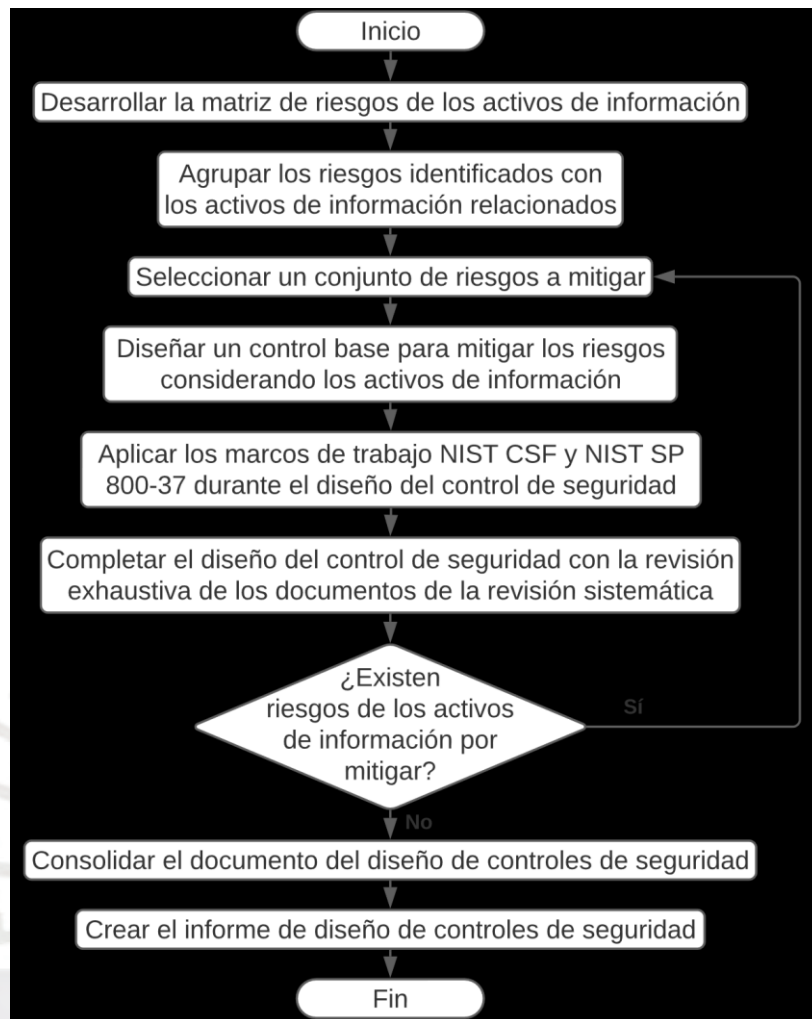 Inicio
Desarrollar la matriz de riesgos de los activos de información
Agrupar los riesgos identificados con
los activos de información relacionados
Seleccionar un conjunto de riesgos a mitigar
Diseñar un control base para mitigar los riesgos
considerando los activos de información
Aplicar los marcos de trabajo NIST CSF y NIST SP
800-37 durante el diseño del control de seguridad
Completar el diseño del control de seguridad con la revisión
exhaustiva de los documentos de la revisión sistemática
¿Existen
riesgos de los activos
de información por
mitigar?
Sí
No
Consolidar el documento del diseño de controles de seguridad
Crear el informe de diseño de controles de seguridad
Fin